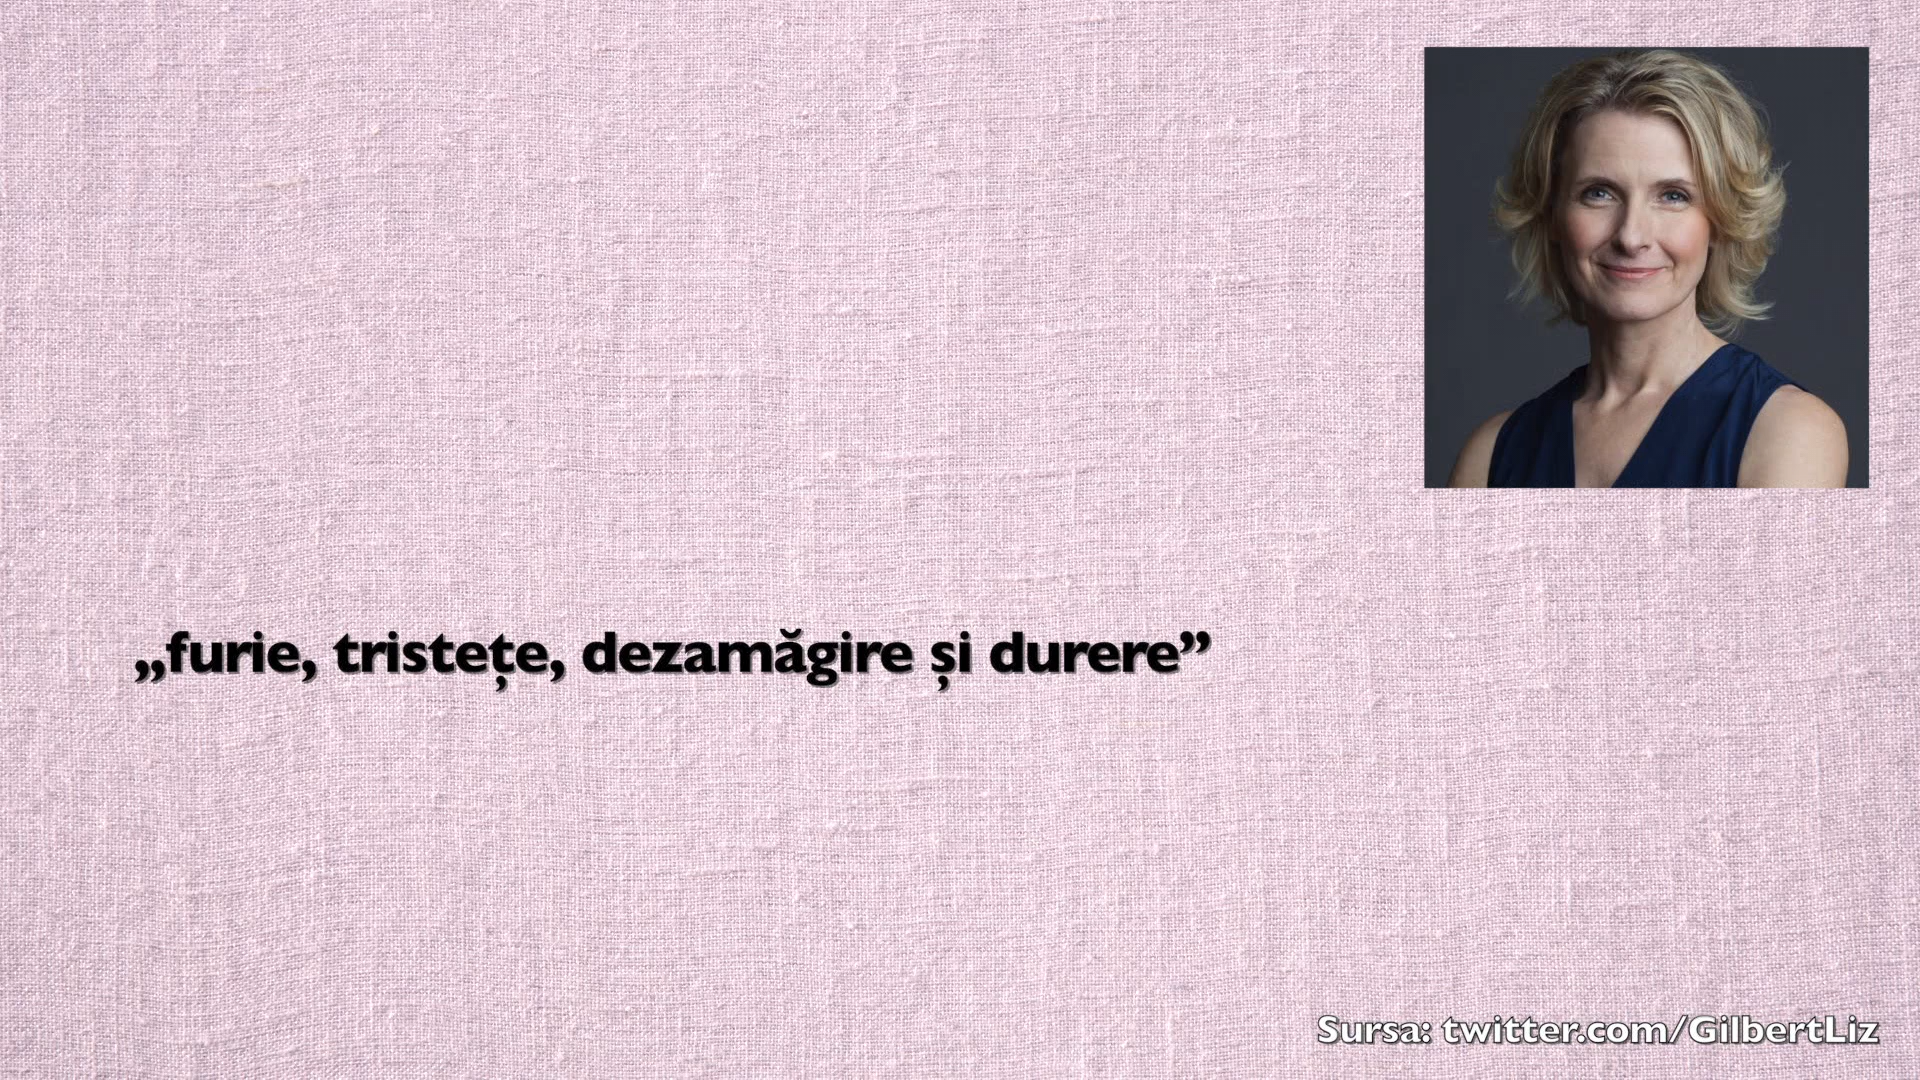 „furie, tristețe, dezamăgire și durere”
Sursa: twitter.com/GilbertLiz